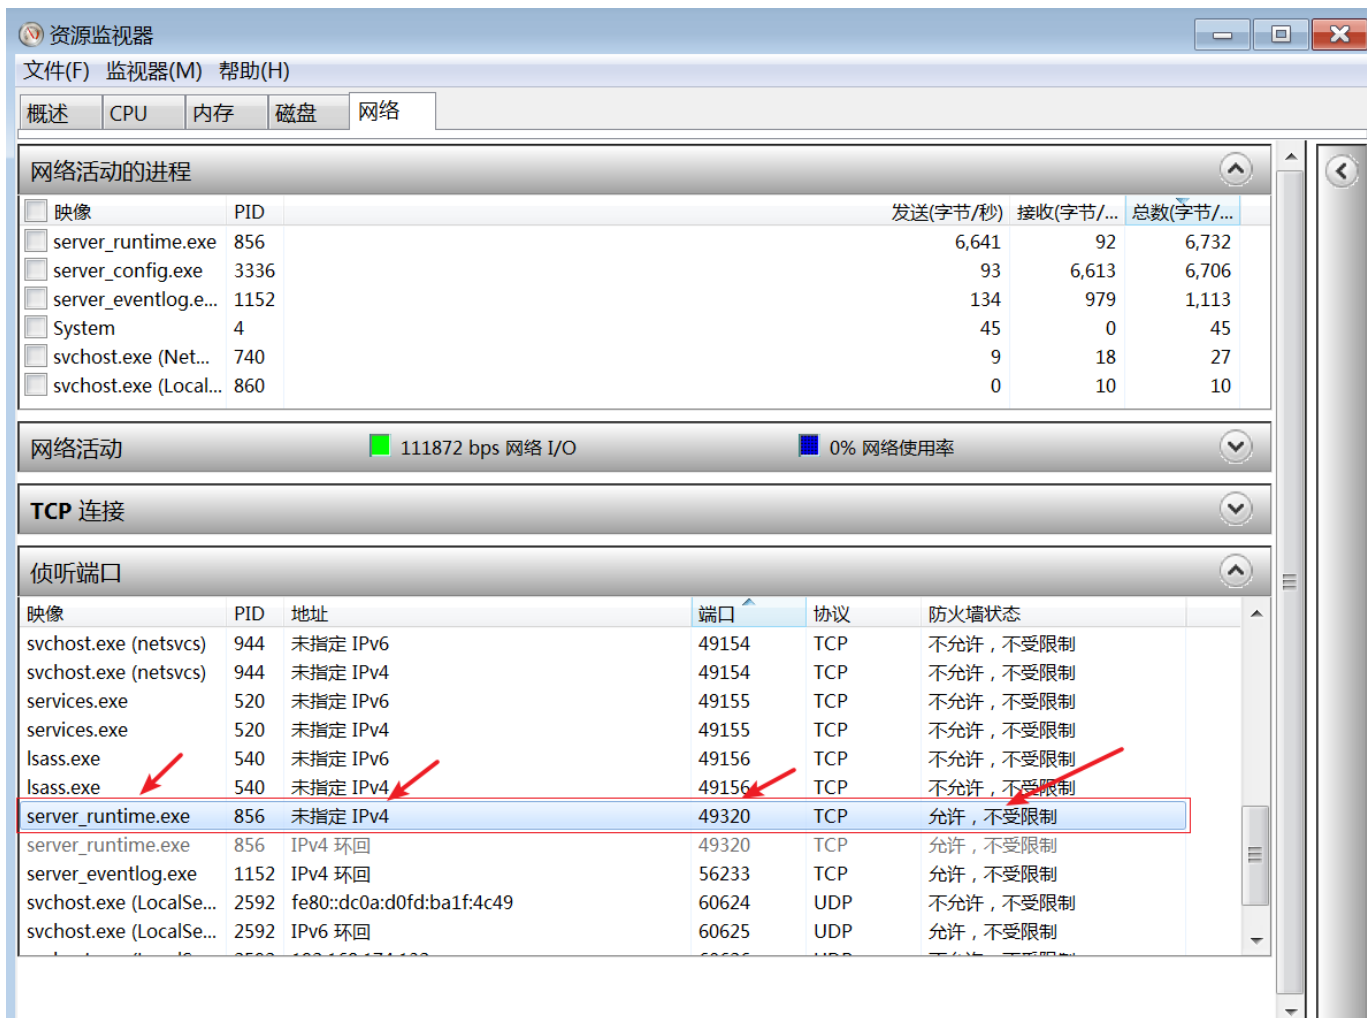 资源监视器
文件(F) 监视器(M) 帮助(H)
概述 CPU 内存 磁盘 网络
网络活动的进程
映像 PID 发送(字节/秒) 接收(字节/... 总数(字节/...
server_runtime.exe 856 6,641 92 6,732
server_config.exe 3336 93 6,613 6,706
server_eventlog.e... 1152 134 979 1,113
System 4 45 0 45
svchost.exe (Net... 740 9 18 27
svchost.exe (Local... 860 0 10 10
网络活动 111872 bps 网络 I/O 0% 网络使用率
TCP 连接
侦听端口
映像 PID 地址 端口 协议 防火墙状态
svchost.exe (netsvcs) 944 未指定 IPv6 49154 TCP 不允许，不受限制
svchost.exe (netsvcs) 944 未指定 IPv4 49154 TCP 不允许，不受限制
services.exe 520 未指定 IPv6 49155 TCP 不允许，不受限制
services.exe 520 未指定 IPv4 49155 TCP 不允许，不受限制
lsass.exe 540 未指定 IPv6 49156 TCP 不允许，不受限制
lsass.exe 540 未指定 IPv4 49156 TCP 不允许，不受限制
server_runtime.exe 856 未指定 IPv4 49320 TCP 允许，不受限制
server_runtime.exe 856 IPv4 环回 49320 TCP 允许，不受限制
server_eventlog.exe 1152 IPv4 环回 56233 TCP 允许，不受限制
svchost.exe (LocalSe... 2592 fe80::dc0a:d0fd:ba1f:4c49 60624 UDP 不允许，不受限制
svchost.exe (LocalSe... 2592 IPv6 环回 60625 UDP 允许，不受限制